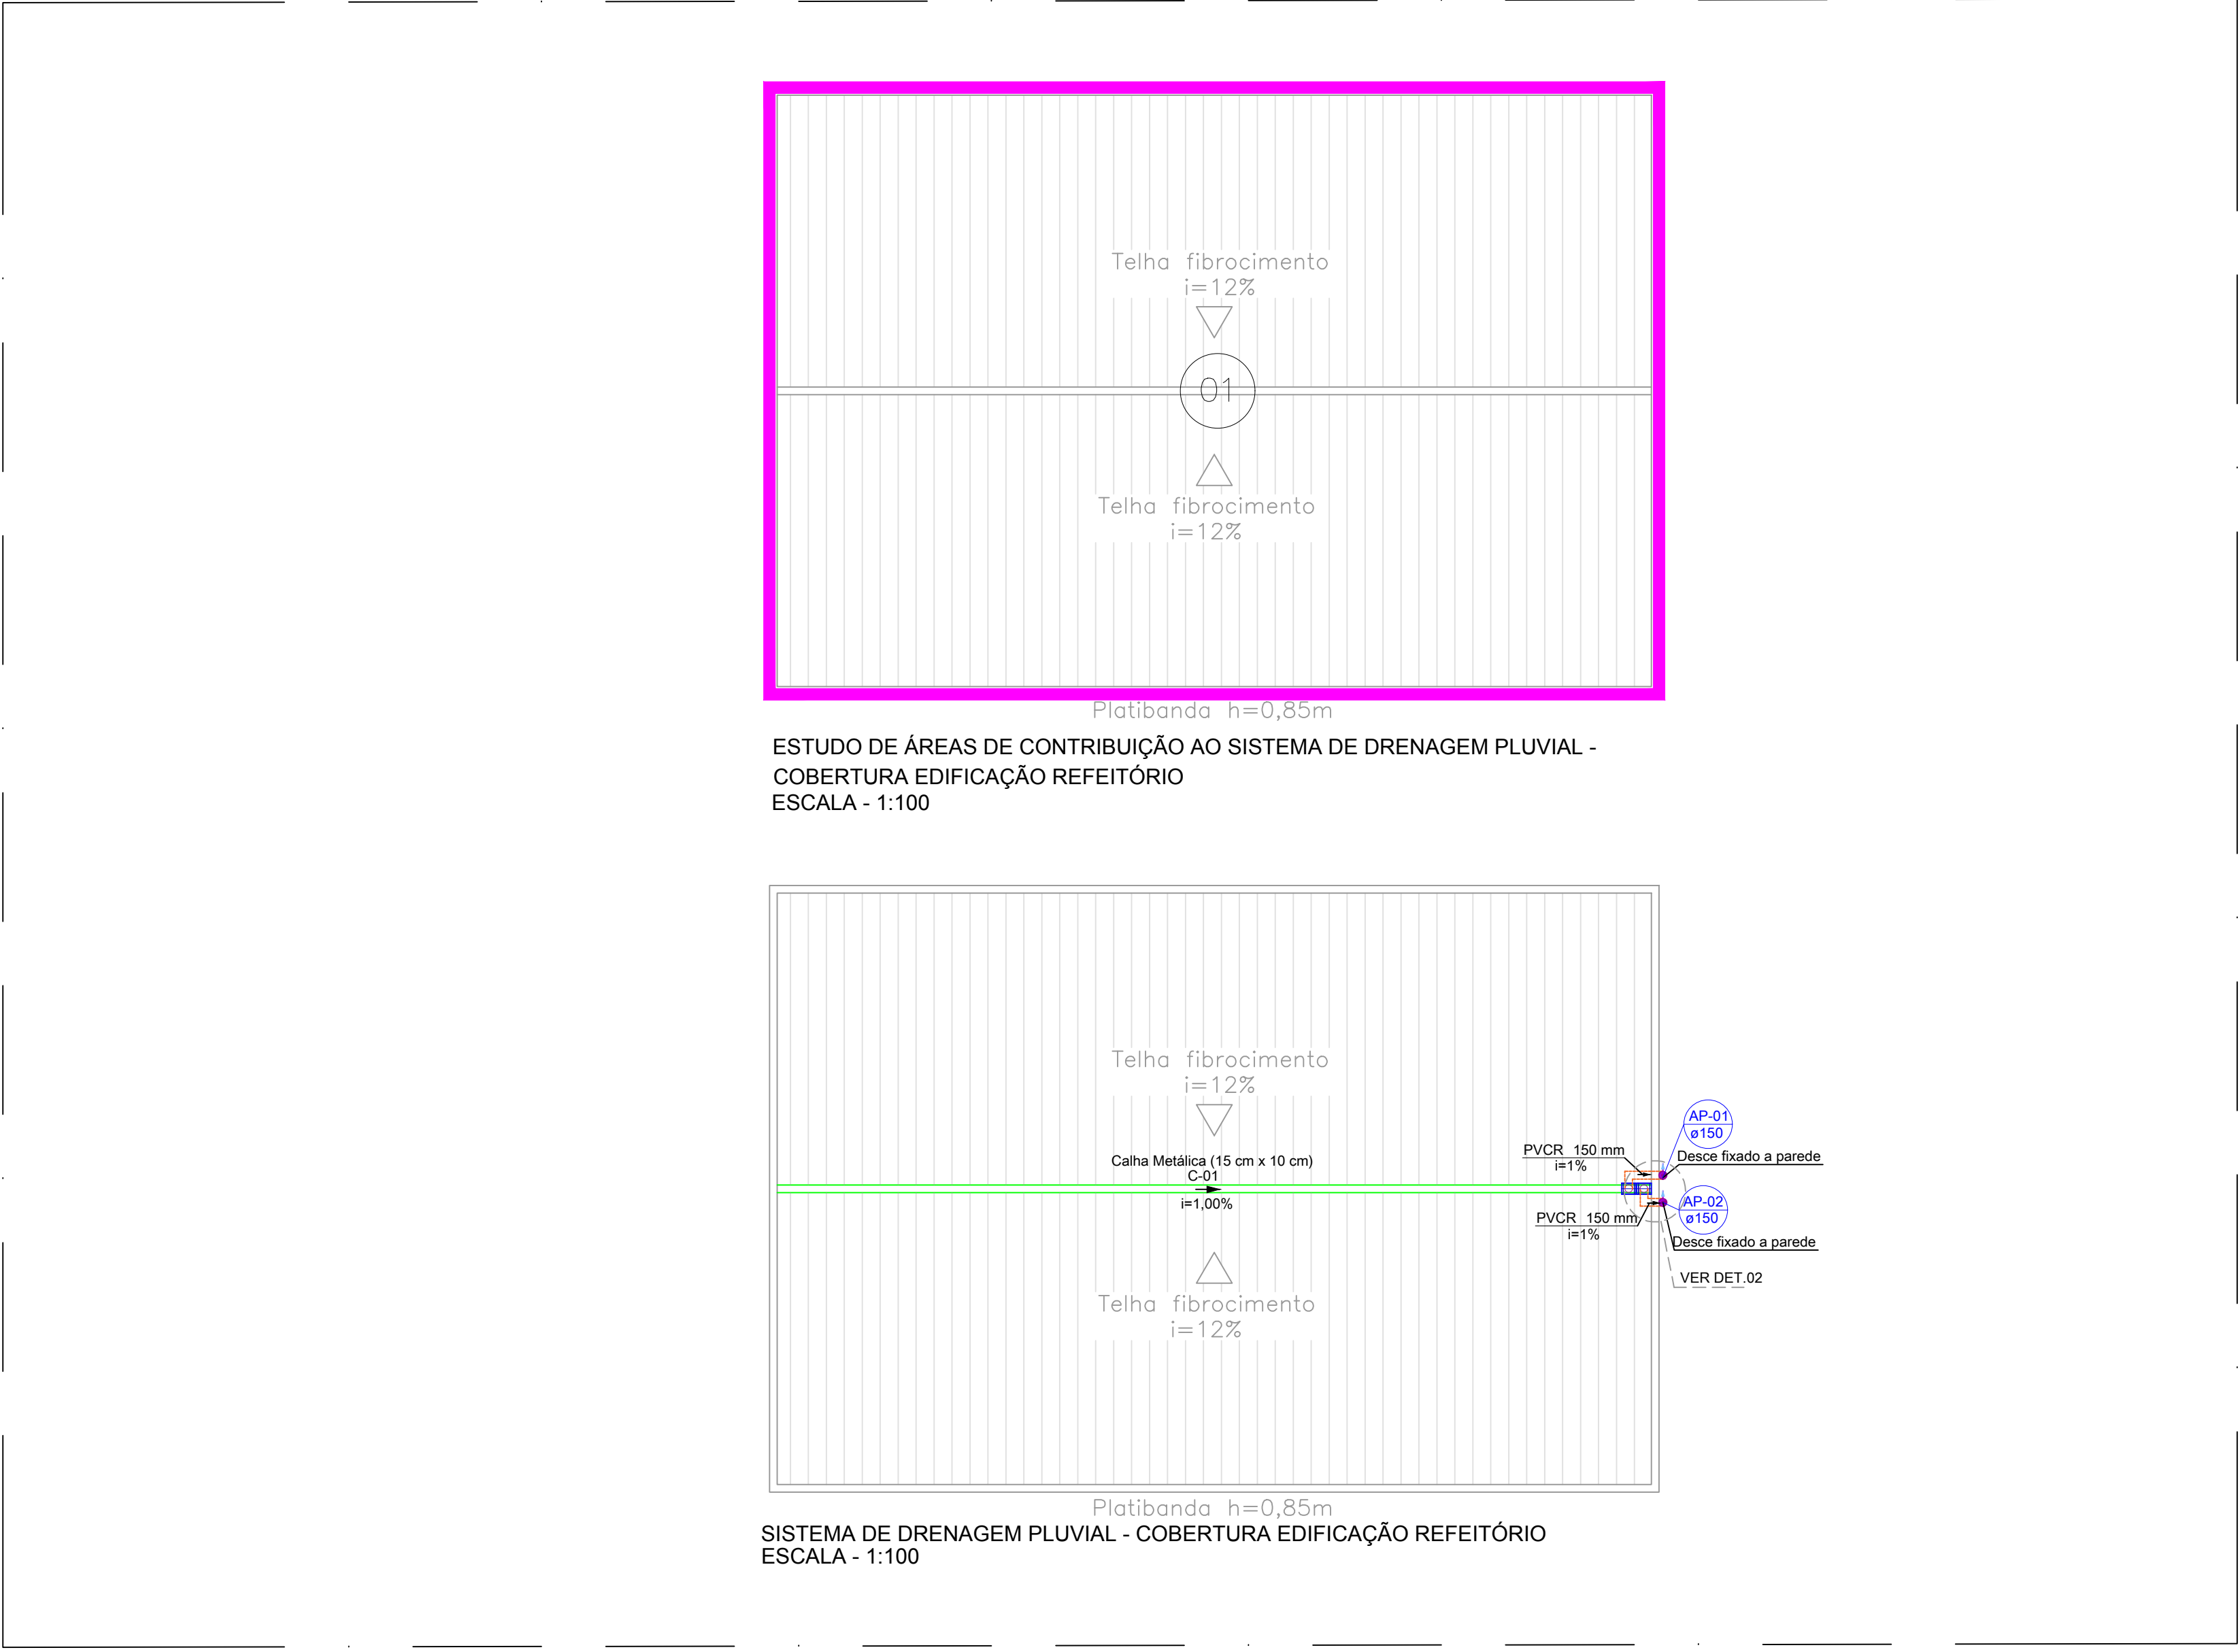 Telha fibrocimento
i=12%
01
Telha fibrocimento
i=12%
Platibanda h=0,85m
ESTUDO DE ÁREAS DE CONTRIBUIÇÃO AO SISTEMA DE DRENAGEM PLUVIAL -
COBERTURA EDIFICAÇÃO REFEITÓRIO
ESCALA - 1:100
Telha fibrocimento
i=12%
Calha Metálica (15 cm x 10 cm)
C-01
i=1,00%
PVCR 150 mm
i=1%
AP-01
ø150
Desce fixado a parede
PVCR 150 mm
i=1%
AP-02
ø150
Desce fixado a parede
VER DET.02
Telha fibrocimento
i=12%
Platibanda h=0,85m
SISTEMA DE DRENAGEM PLUVIAL - COBERTURA EDIFICAÇÃO REFEITÓRIO
ESCALA - 1:100